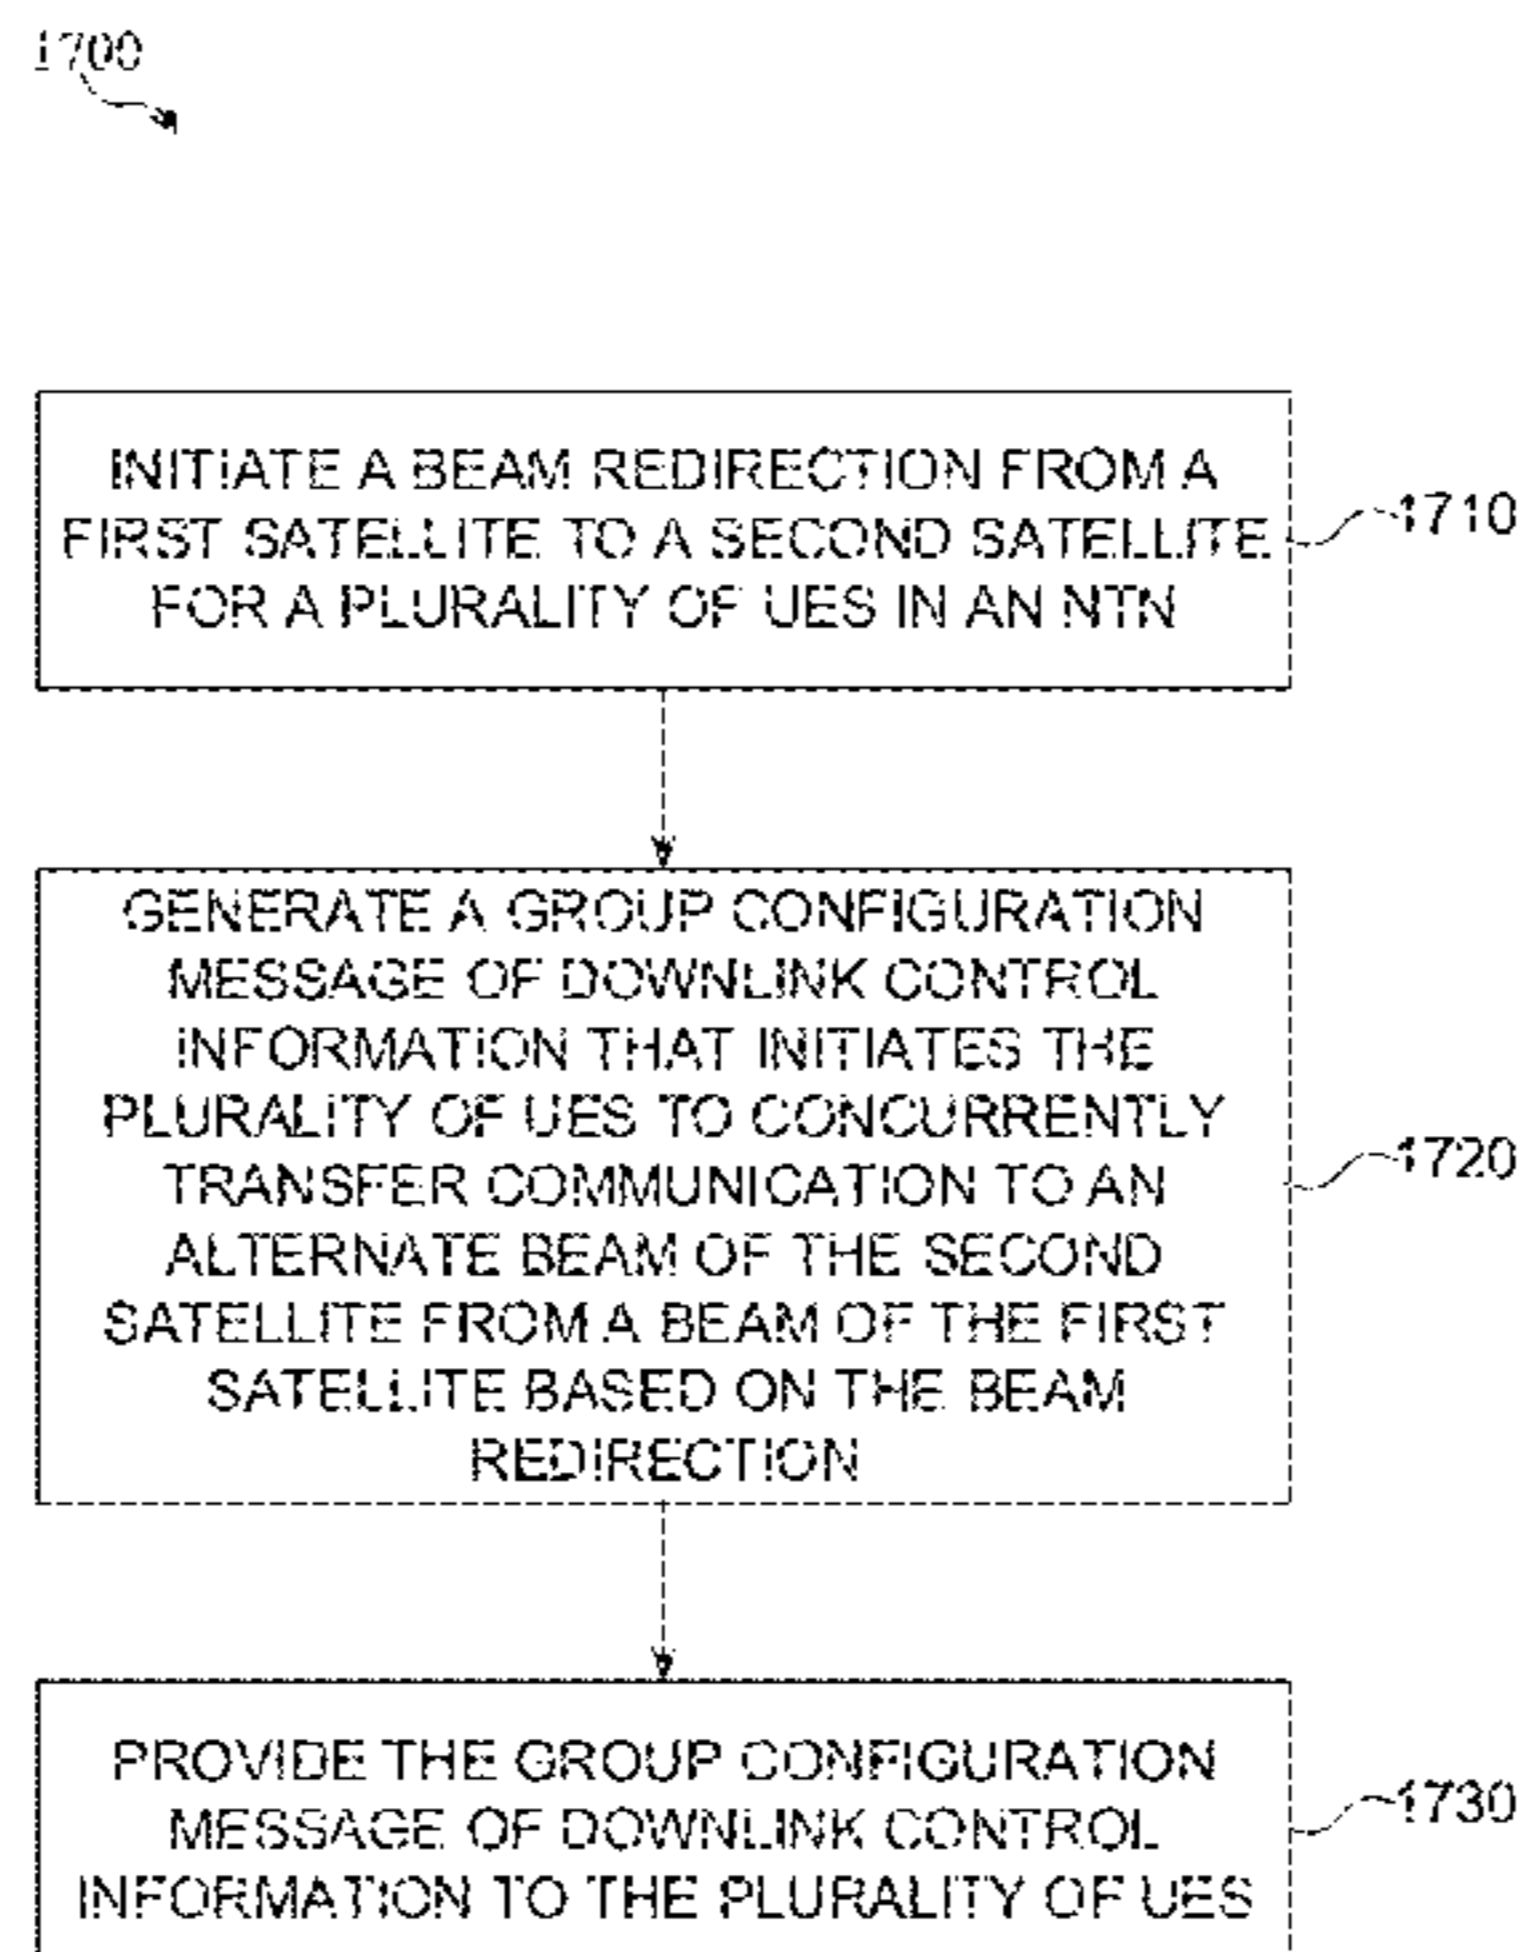 1700
INITIATE A BEAM REDIRECTION FROM A
FIRST SATELLITE TO A SECOND SATELLITE
FOR A PLURALITY OF UES IN AN NTN
1710
GENERATE A GROUP CONFIGURATION
MESSAGE OF DOWNLINK CONTROL
INFORMATION THAT INITIATES THE
PLURALITY OF UES TO CONCURRENTLY
TRANSFER COMMUNICATION TO AN
ALTERNATE BEAM OF THE SECOND
SATELLITE FROM A BEAM OF THE FIRST
SATELLITE BASED ON THE BEAM
REDIRECTION
1720
PROVIDE THE GROUP CONFIGURATION
MESSAGE OF DOWNLINK CONTROL
INFORMATION TO THE PLURALITY OF UES
1730